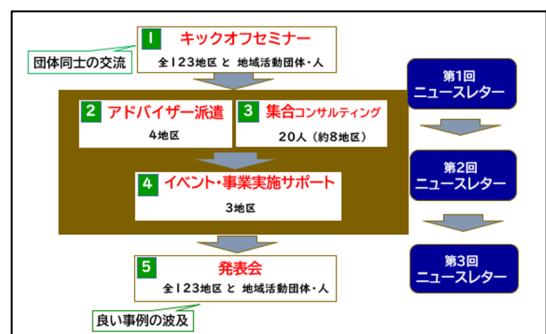 1 キックオフセミナー
全123地区と 地域活動団体・人
団体同士の交流
2 アドバイザー派遣
4地区
3 集合コンサルティング
20人（約8地区）
4 イベント・事業実施サポート
3地区
5 発表会
全123地区と 地域活動団体・人
良い事例の波及
第1回
ニュースレター
第2回
ニュースレター
第3回
ニュースレター